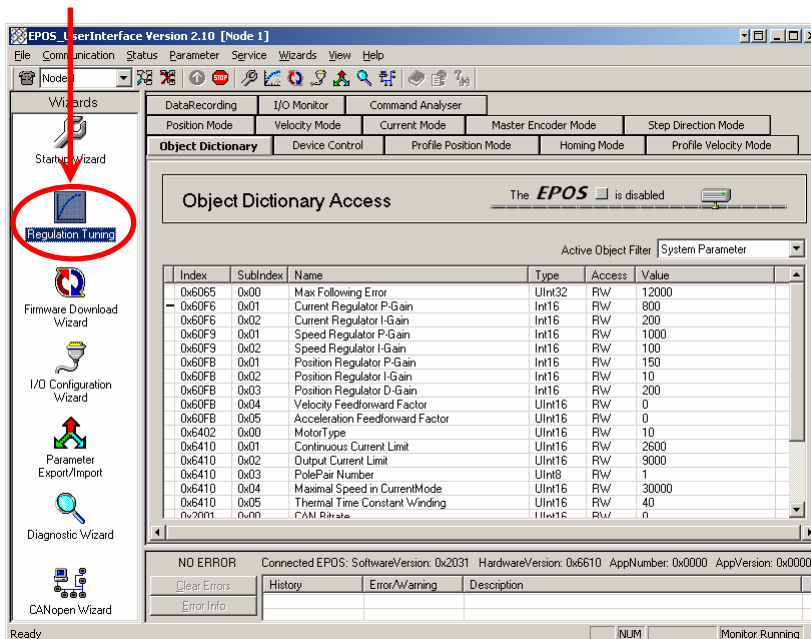 EPOS_UserInterface Version 2.10 [Node 1]
File Communication Status Parameter Service Wizards View Help
Node1
STOP
Wizards
Startup Wizard
Regulation Tuning
Firmware Download
Wizard
I/O Configuration
Wizard
Parameter
Export/Import
Diagnostic Wizard
CANopen Wizard
DataRecording I/O Monitor Command Analyser
Position Mode Velocity Mode Current Mode Master Encoder Mode Step Direction Mode
Object Dictionary Device Control Profile Position Mode Homing Mode Profile Velocity Mode
Object Dictionary Access The EPOS is disabled
Active Object Filter System Parameter
Index SubIndex Name Type Access Value
0x6065 0x00 Max Following Error UInt32 RW 12000
0x60F6 0x01 Current Regulator P-Gain Int16 RW 800
0x60F6 0x02 Current Regulator I-Gain Int16 RW 200
0x60F9 0x01 Speed Regulator P-Gain Int16 RW 1000
0x60F9 0x02 Speed Regulator I-Gain Int16 RW 100
0x60FB 0x01 Position Regulator P-Gain Int16 RW 150
0x60FB 0x02 Position Regulator I-Gain Int16 RW 10
0x60FB 0x03 Position Regulator D-Gain Int16 RW 200
0x60FB 0x04 Velocity Feedforward Factor UInt16 RW 0
0x60FB 0x05 Acceleration Feedforward Factor UInt16 RW 0
0x6402 0x00 MotorType UInt16 RW 10
0x6410 0x01 Continuous Current Limit UInt16 RW 2600
0x6410 0x02 Output Current Limit UInt16 RW 9000
0x6410 0x03 PolePair Number UInt8 RW 1
0x6410 0x04 Maximal Speed in CurrentMode UInt16 RW 30000
0x6410 0x05 Thermal Time Constant Winding UInt16 RW 40
0x2001 0x00 CAN Bitrate UInt16 RW 0
NO ERROR Connected EPOS: SoftwareVersion: 0x2031 HardwareVersion: 0x6610 AppNumber: 0x0000 AppVersion: 0x0000
Clear Errors History Error/Warning Description
Error Info
Ready NUM Monitor Running